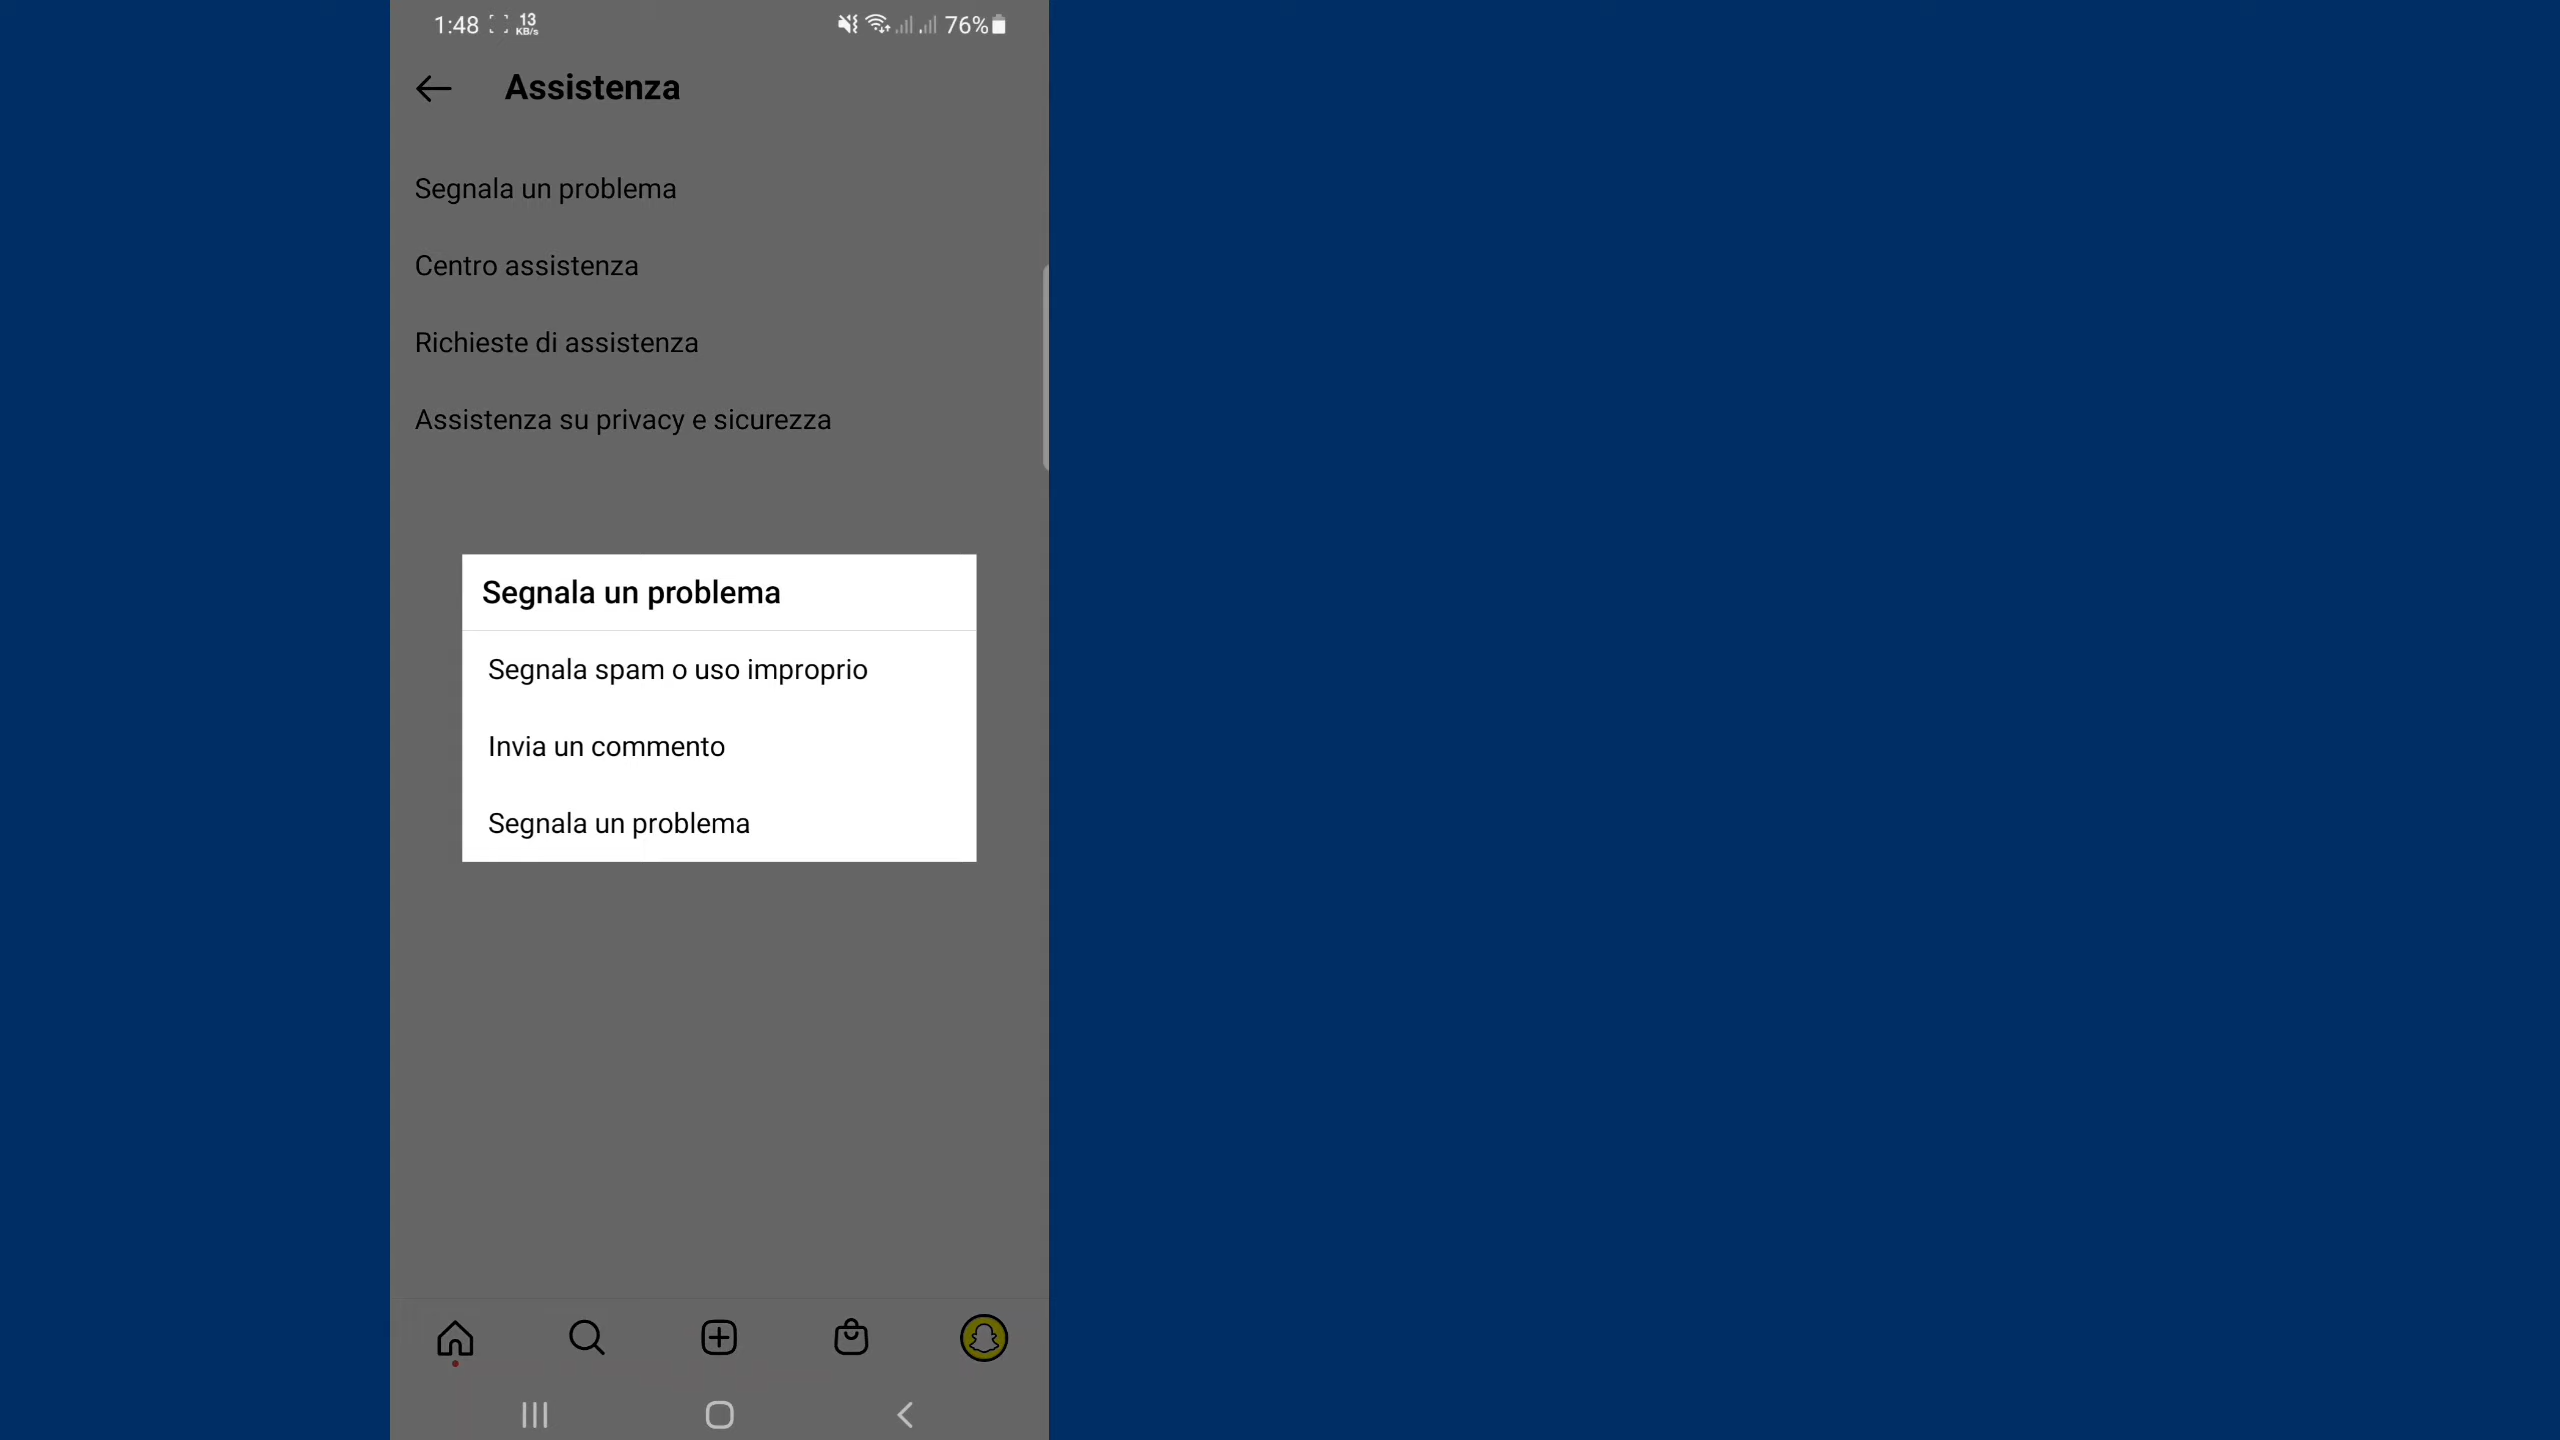 1:48 13 KB/s 76%
Assistenza
Segnala un problema
Centro assistenza
Richieste di assistenza
Assistenza su privacy e sicurezza
Segnala un problema
Segnala spam o uso improprio
Invia un commento
Segnala un problema